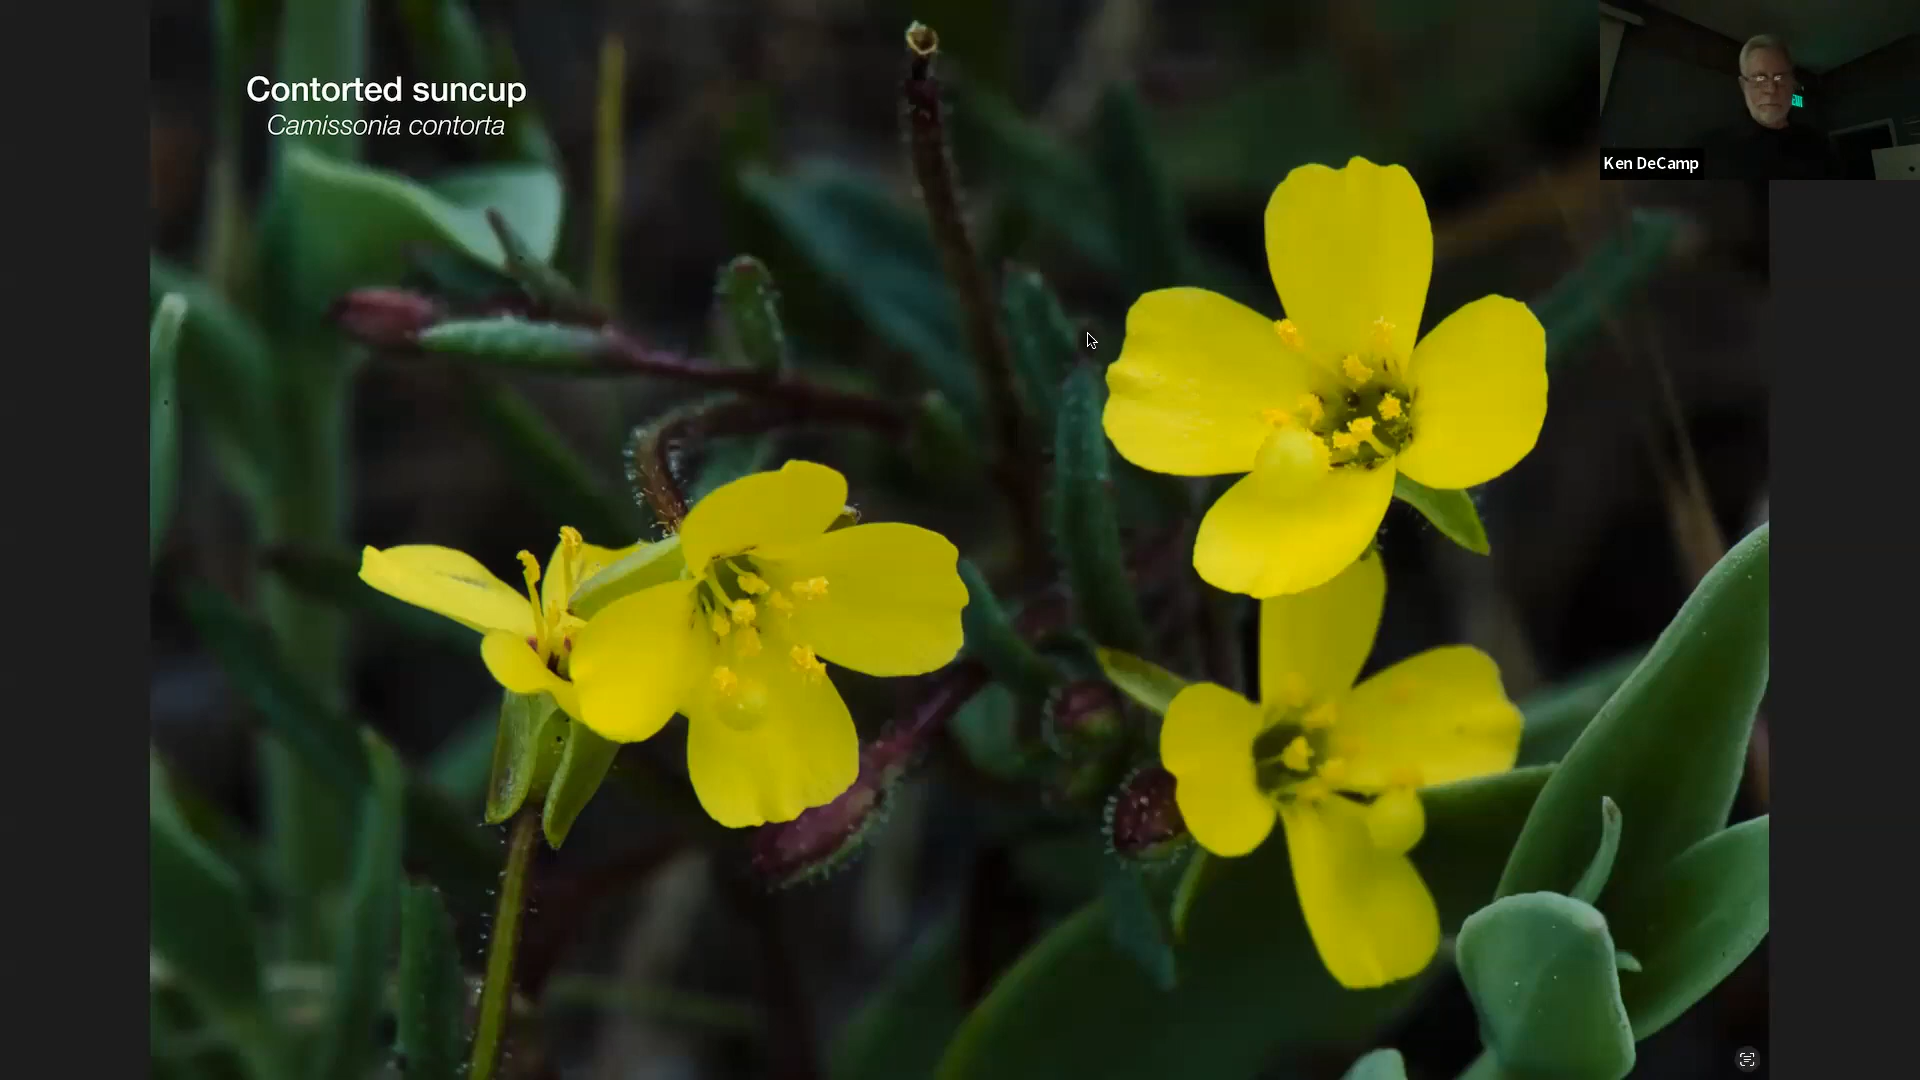 Contorted suncup
Camissonia contorta
Ken DeCamp